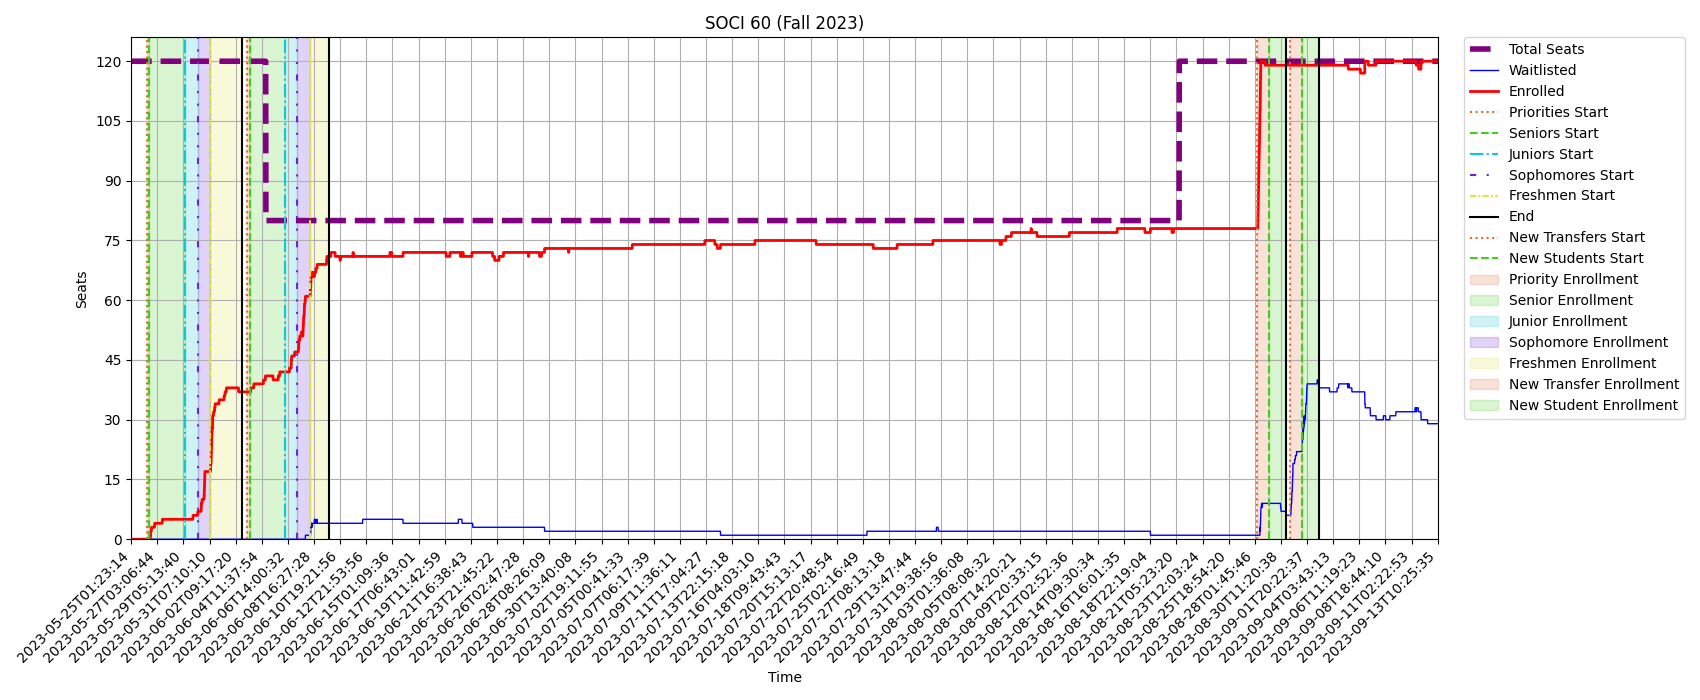 SOCI 60 (Fall 2023)
120
105
90
75
60
45
30
15
0
Seats
2023-05-25T01:23:14
2023-05-27T03:06:44
2023-05-29T05:13:40
2023-05-31T07:10:10
2023-06-02T09:17:20
2023-06-04T11:37:54
2023-06-06T14:00:32
2023-06-08T16:27:28
2023-06-10T19:21:56
2023-06-12T21:53:56
2023-06-15T01:09:36
2023-06-17T06:43:01
2023-06-19T11:42:59
2023-06-21T16:38:43
2023-06-23T21:45:22
2023-06-26T02:47:28
2023-06-28T08:26:09
2023-06-30T13:40:08
2023-07-02T19:11:55
2023-07-05T00:41:33
2023-07-07T06:17:39
2023-07-09T11:36:11
2023-07-11T17:04:27
2023-07-13T22:15:18
2023-07-16T04:03:10
2023-07-18T09:43:43
2023-07-20T15:13:17
2023-07-22T20:48:54
2023-07-25T02:16:49
2023-07-27T08:13:18
2023-07-29T13:47:44
2023-07-31T19:38:56
2023-08-03T01:36:08
2023-08-05T08:08:32
2023-08-07T14:20:21
2023-08-09T20:33:15
2023-08-12T02:52:36
2023-08-14T09:30:34
2023-08-16T16:01:35
2023-08-18T22:19:04
2023-08-21T05:23:20
2023-08-23T12:03:24
2023-08-25T18:54:20
2023-08-28T01:45:46
2023-08-30T11:20:38
2023-09-01T20:22:37
2023-09-04T03:43:13
2023-09-06T11:19:23
2023-09-08T18:44:10
2023-09-11T02:22:53
2023-09-13T10:25:35
Time
Total Seats
Waitlisted
Enrolled
Priorities Start
Seniors Start
Juniors Start
Sophomores Start
Freshmen Start
End
New Transfers Start
New Students Start
Priority Enrollment
Senior Enrollment
Junior Enrollment
Sophomore Enrollment
Freshmen Enrollment
New Transfer Enrollment
New Student Enrollment